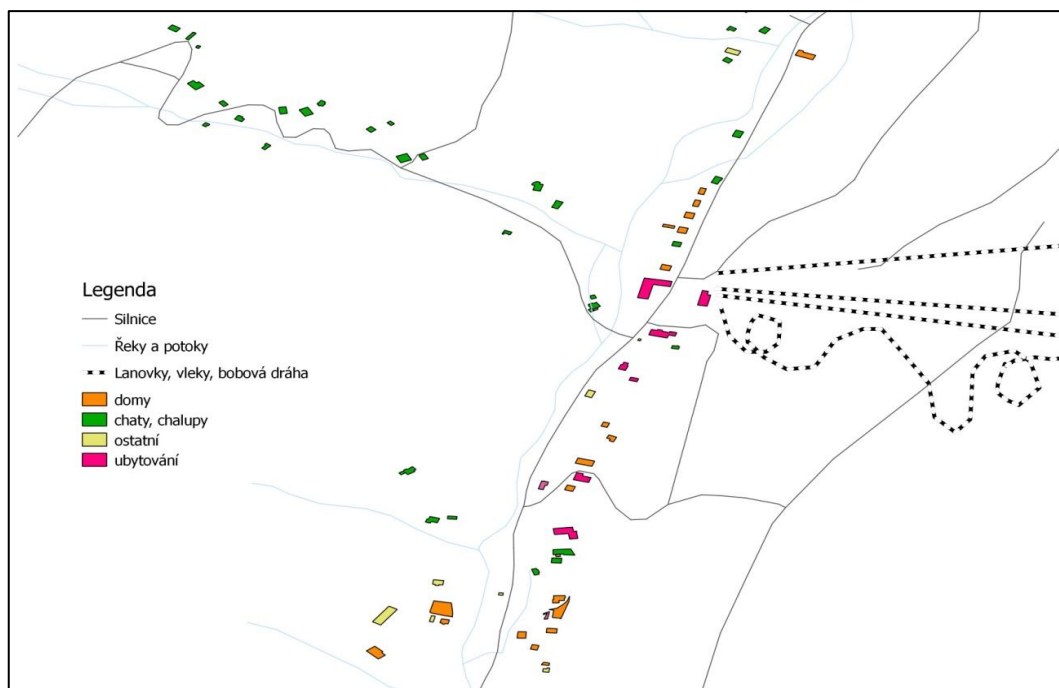 Legenda
Silnice
Řeky a potoky
Lanovky, vleky, bobová dráha
domy
chaty, chalupy
ostatní
ubytování